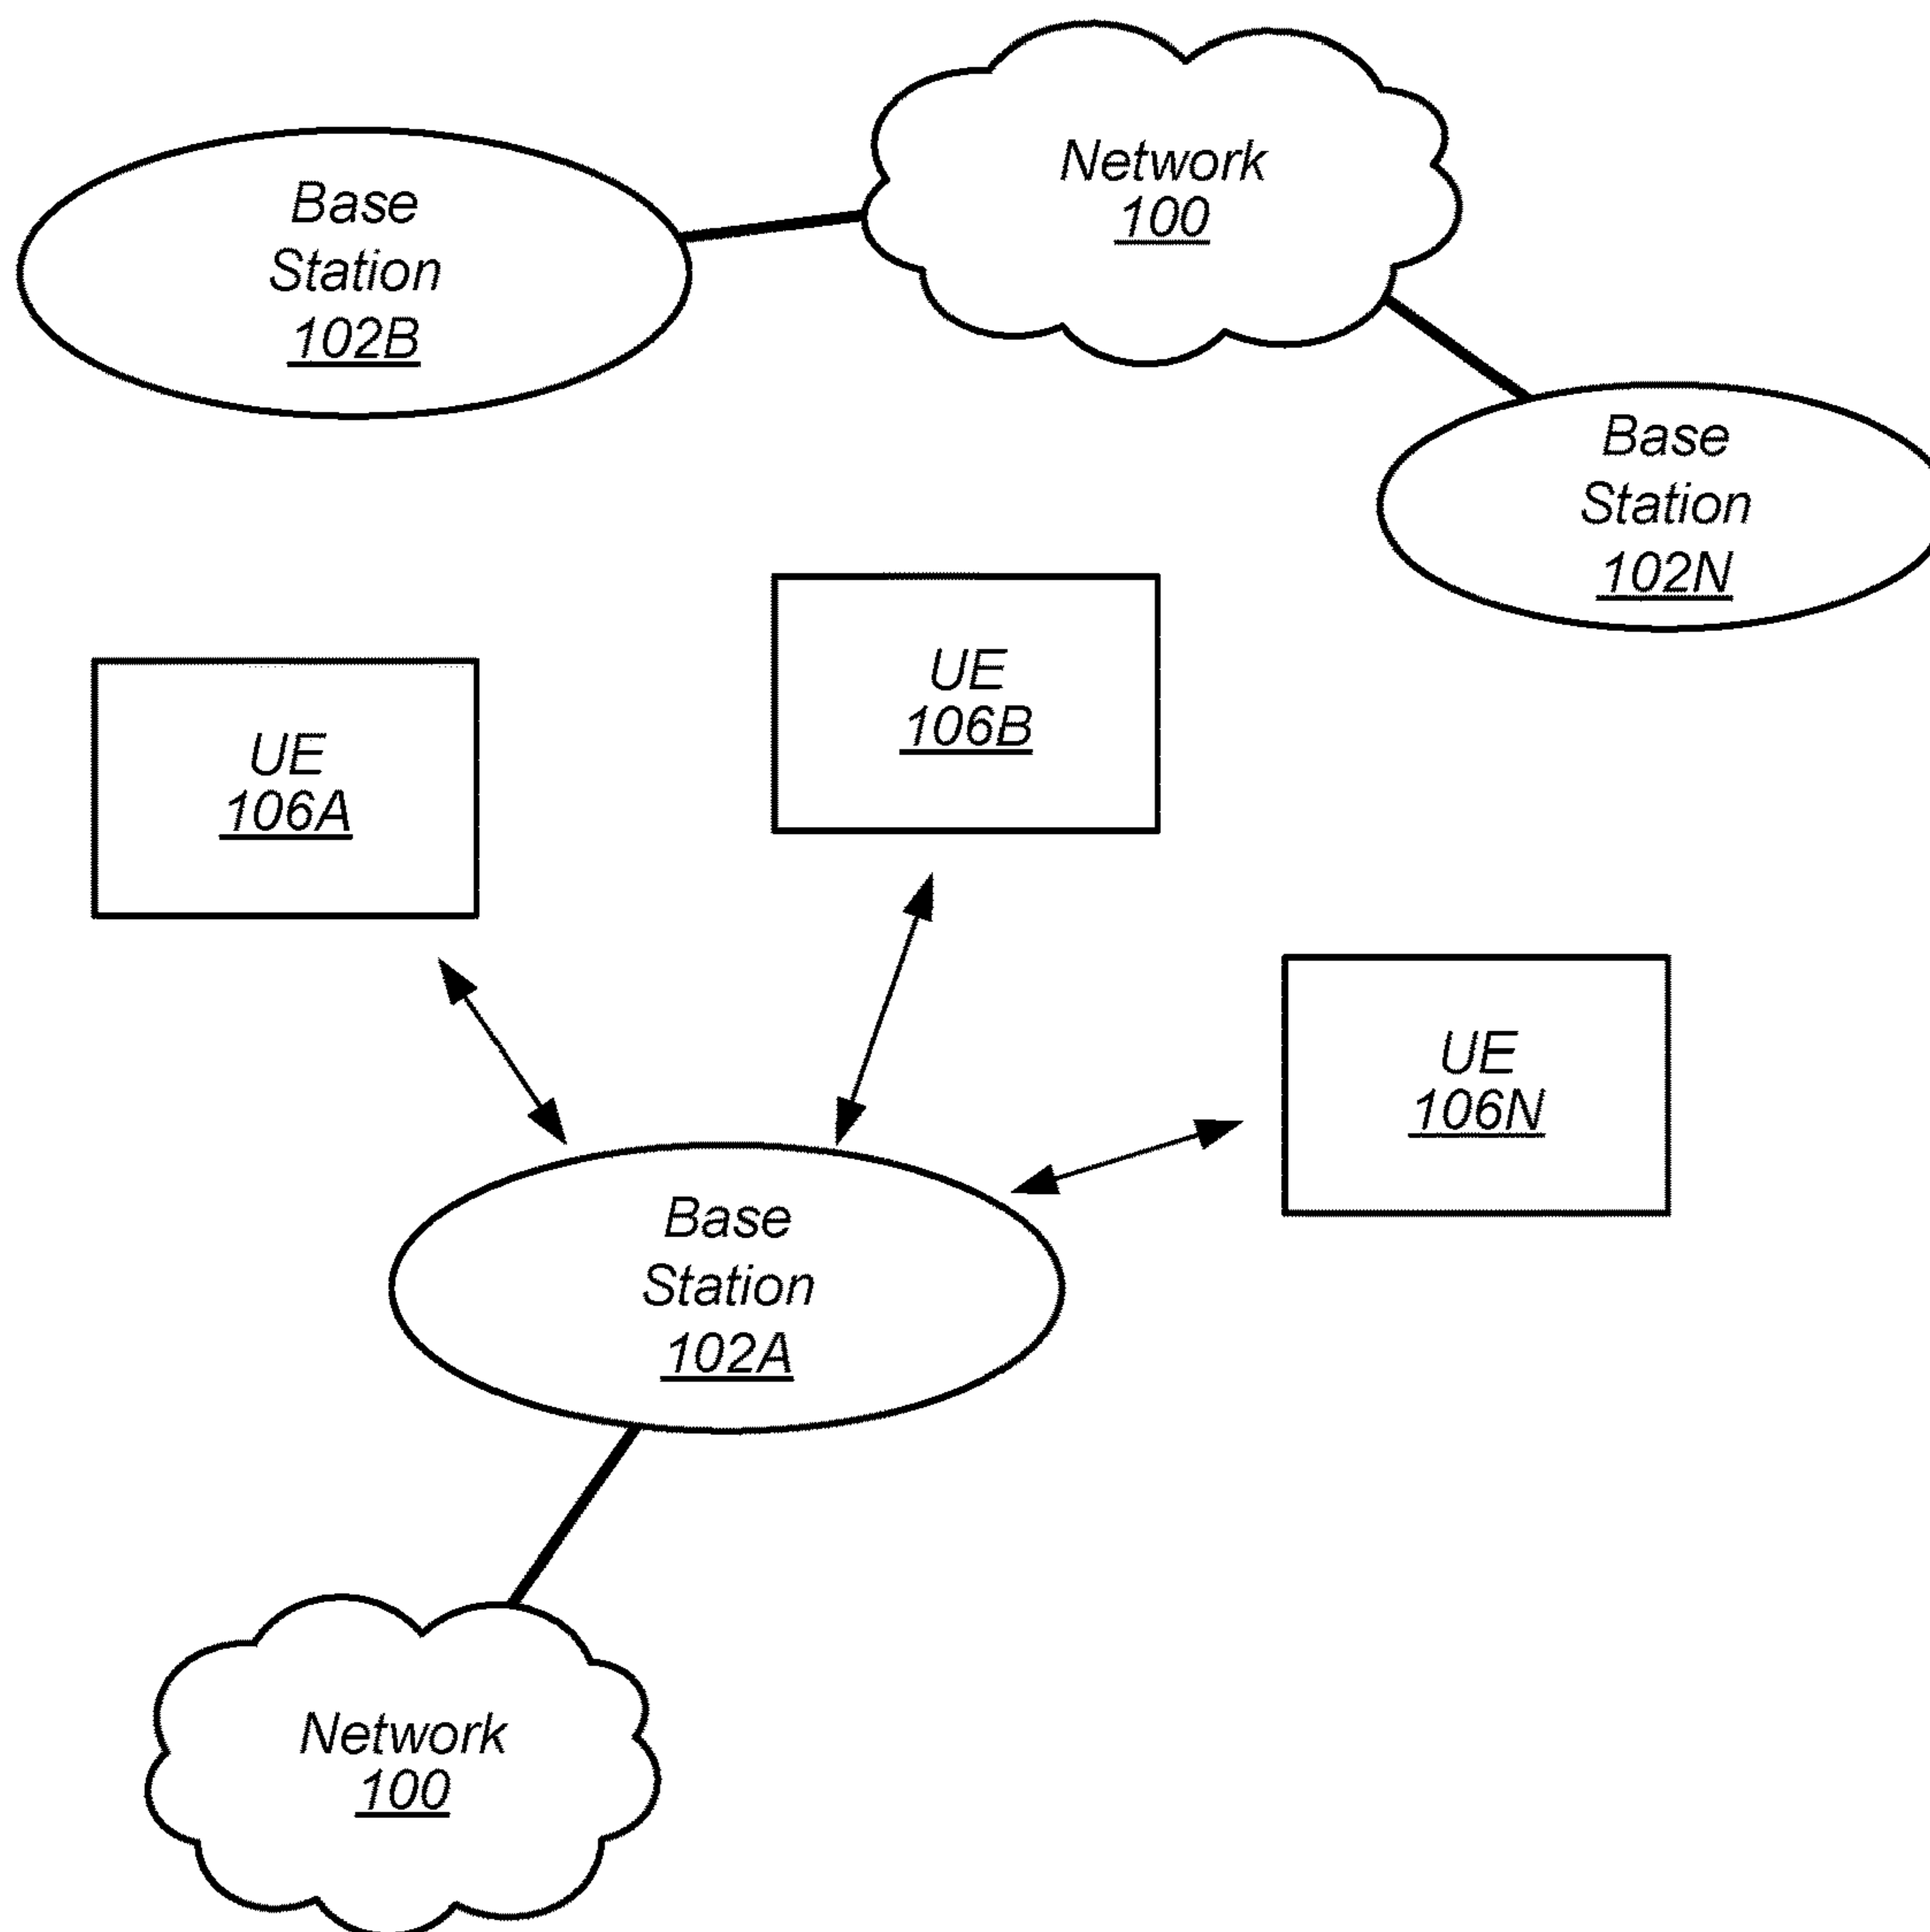 Network
100
Base
Station
102B
Base
Station
102N
UE
106B
UE
106A
UE
106N
Base
Station
102A
Network
100